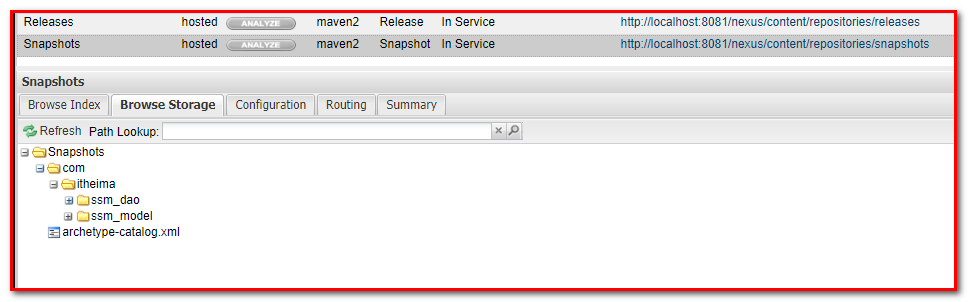 Releases hosted ANALYZE maven2 Release In Service http://localhost:8081/nexus/content/repositories/releases
Snapshots hosted ANALYZE maven2 Snapshot In Service http://localhost:8081/nexus/content/repositories/snapshots
Snapshots
Browse Index Browse Storage Configuration Routing Summary
Refresh Path Lookup:
Snapshots
com
itheima
ssm_dao
ssm_model
archetype-catalog.xml